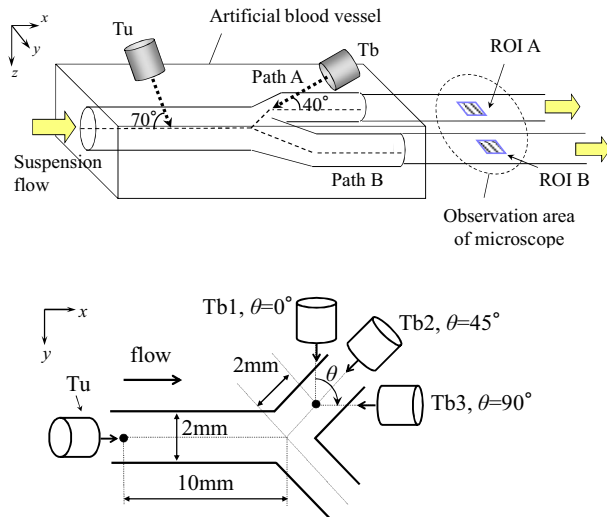 x
y
z
Artificial blood vessel
Tu
Tb
Path A
40°
70°
ROI A
Suspension
flow
Path B
ROI B
Observation area
of microscope
x
y
Tb1, θ=0°
Tb2, θ=45°
flow
2mm
θ
Tu
Tb3, θ=90°
2mm
10mm